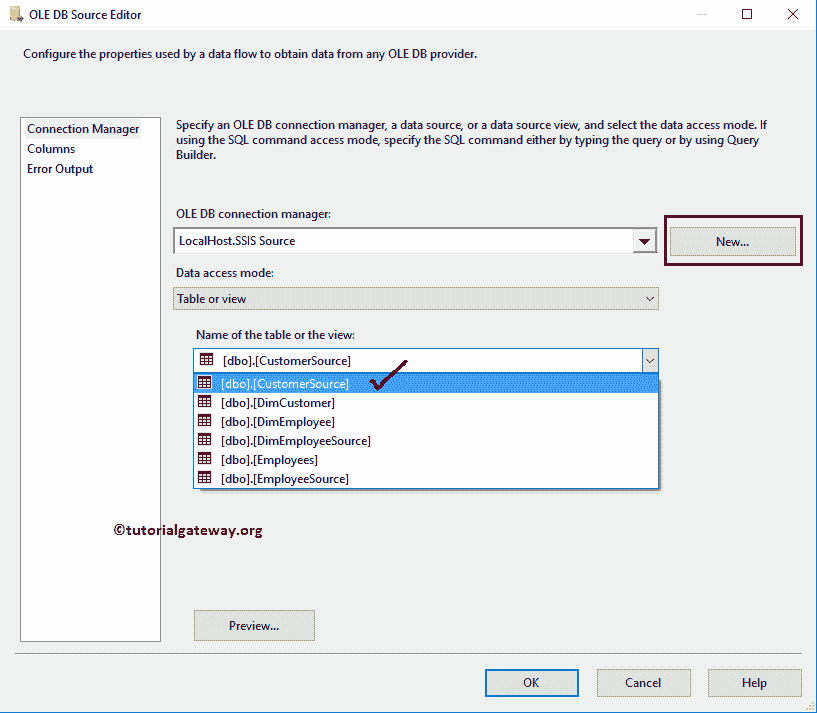 OLE DB Source Editor
Configure the properties used by a data flow to obtain data from any OLE DB provider.
Connection Manager
Columns
Error Output
Specify an OLE DB connection manager, a data source, or a data source view, and select the data access mode. If
using the SQL command access mode, specify the SQL command either by typing the query or by using Query
Builder.
OLE DB connection manager:
LocalHost.SSIS Source
New...
Data access mode:
Table or view
Name of the table or the view:
[dbo].[CustomerSource]
[dbo].[CustomerSource]
[dbo].[DimCustomer]
[dbo].[DimEmployee]
[dbo].[DimEmployeeSource]
[dbo].[Employees]
[dbo].[EmployeeSource]
©tutorialgateway.org
Preview...
OK
Cancel
Help